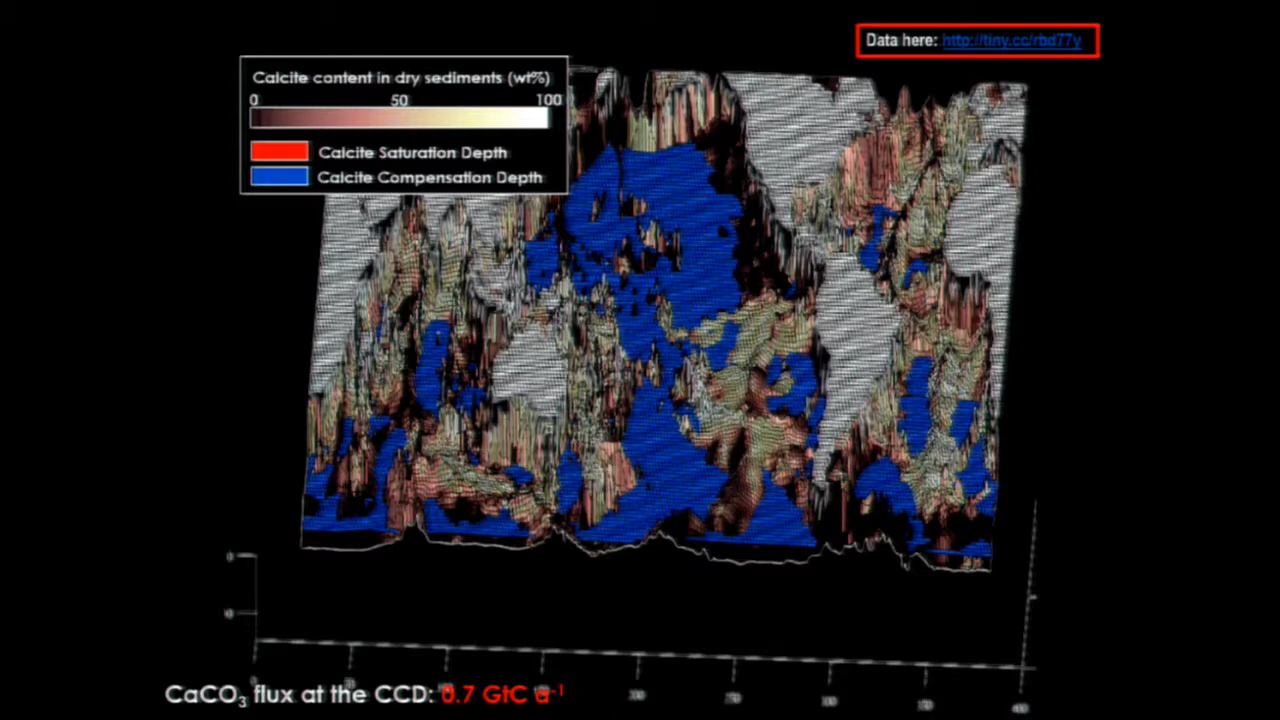 Data here: http://tiny.cc/rbd77y
Calcite content in dry sediments (wt%)
0 50 100
Calcite Saturation Depth
Calcite Compensation Depth
0
CaCO₃ flux at the CCD: 0.7 GtC a⁻¹